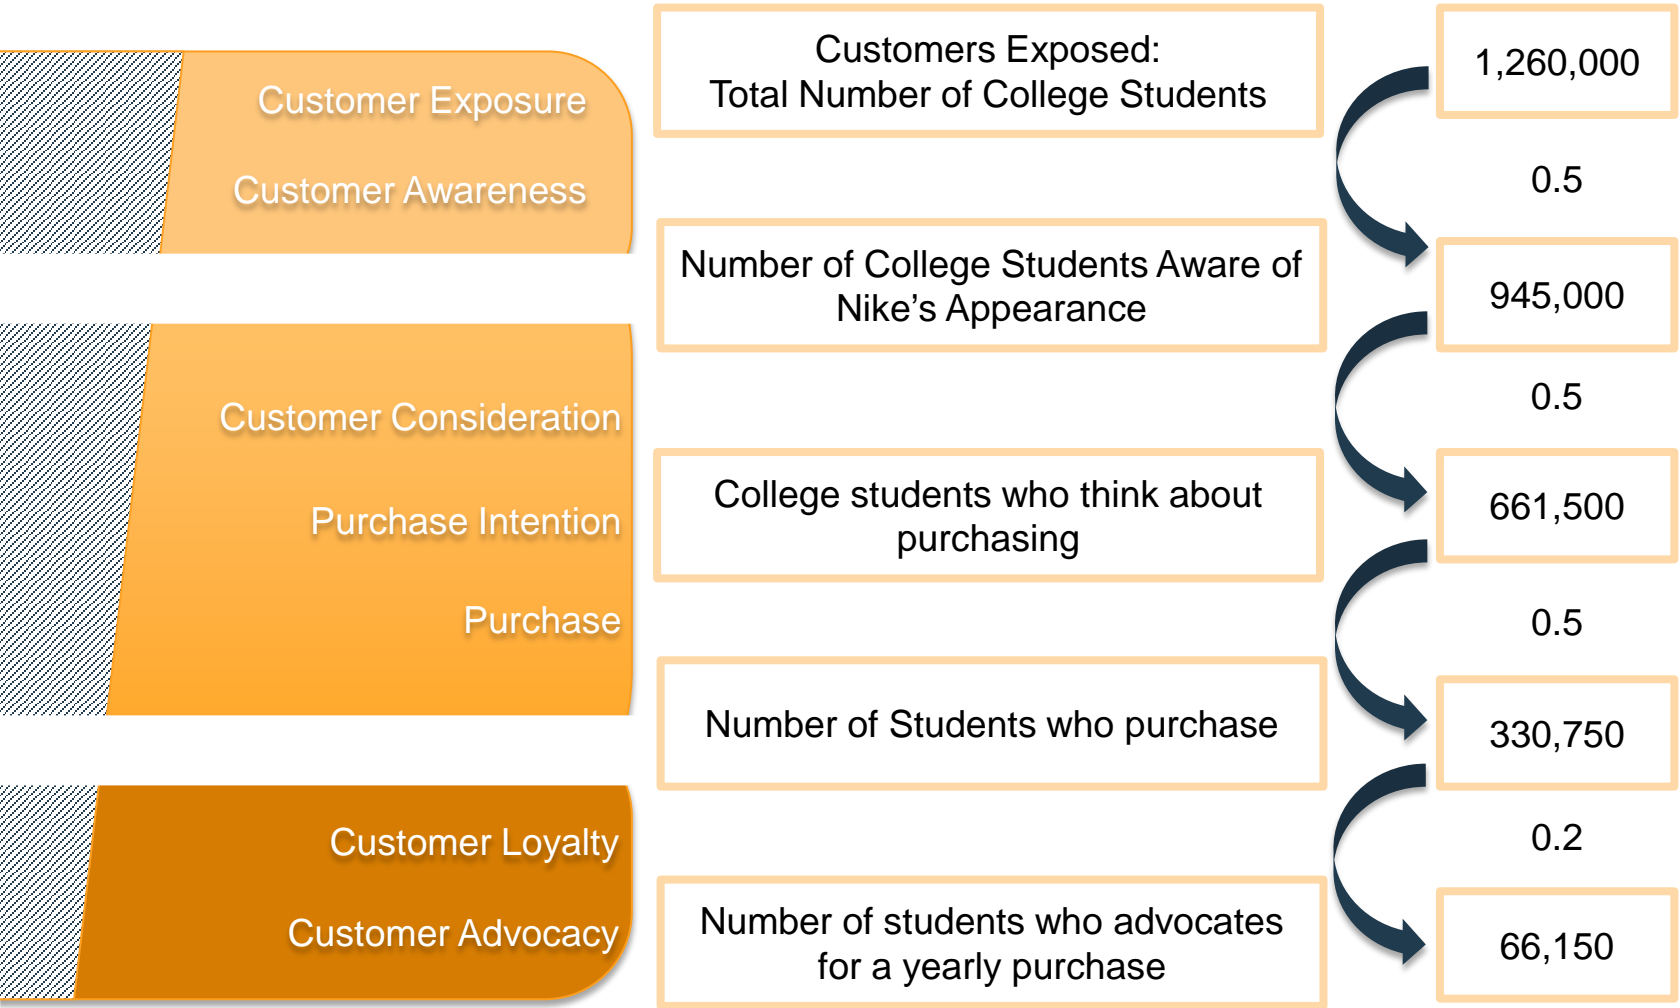 Customer Exposure
Customer Awareness
Customer Consideration
Purchase Intention
Purchase
Customer Loyalty
Customer Advocacy
Customers Exposed:
Total Number of College Students
Number of College Students Aware of
Nike’s Appearance
College students who think about
purchasing
Number of Students who purchase
Number of students who advocates
for a yearly purchase
1,260,000
0.5
945,000
0.5
661,500
0.5
330,750
0.2
66,150